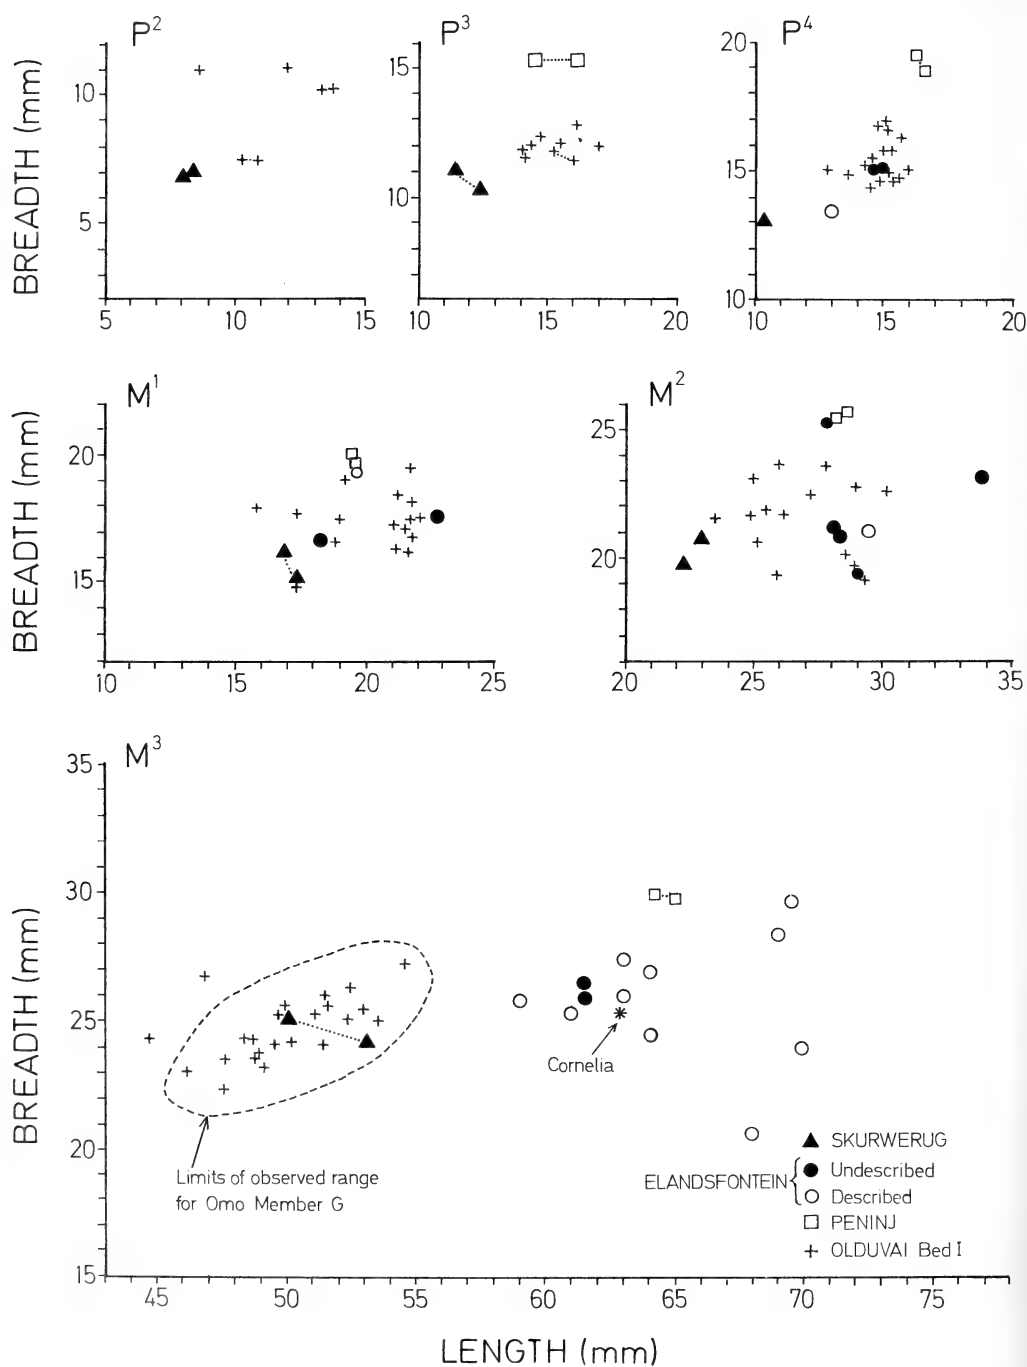 P²
P³
P⁴
BREADTH (mm)
10
5
5
10
15
15
10
10
15
20
20
15
10
10
15
20
M¹
M²
BREADTH (mm)
20
15
10
15
20
25
25
20
20
25
30
35
M³
BREADTH (mm)
35
30
25
20
15
Cornelia
Limits of observed range
for Omo Member G
SKURWERUG
ELANDSFONTEIN
Undescribed
Described
PENINJ
OLDUVAI Bed I
45
50
55
60
65
70
75
LENGTH (mm)